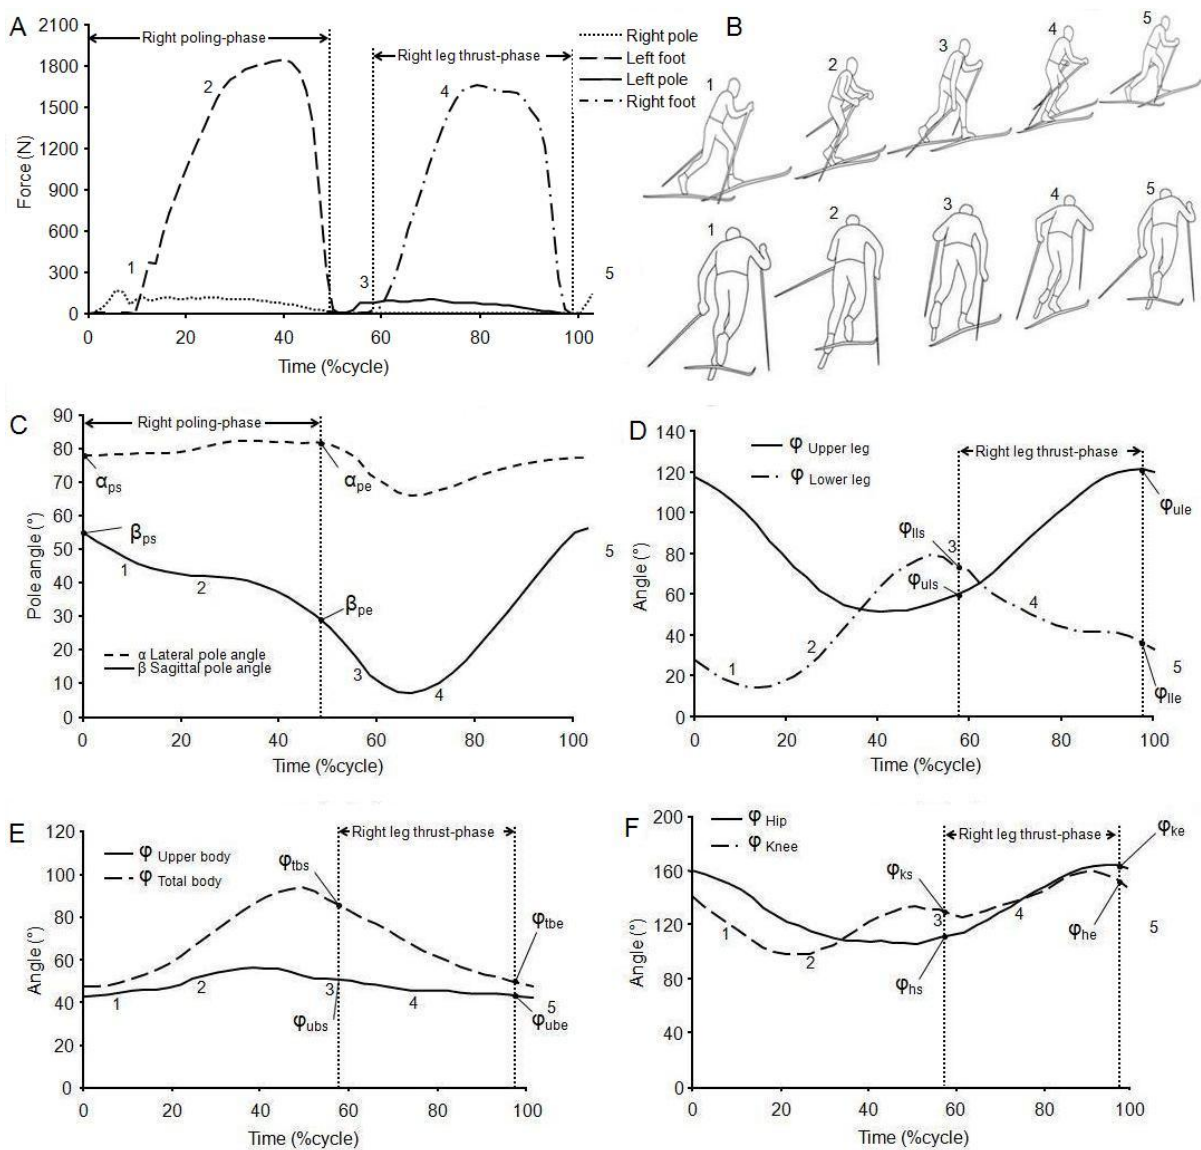 A
2100
1800
1500
1200
900
600
300
0
Force (N)
Right poling-phase
Right leg thrust-phase
Right pole
Left foot
Left pole
Right foot
1
2
3
4
5
0 20 40 60 80 100
Time (%cycle)
B
1 2 3 4 5
1 2 3 4 5
C
90
80
70
60
50
40
30
20
10
0
Pole angle (°)
Right poling-phase
αps
αpe
βps
βpe
1
2
3
4
5
α Lateral pole angle
β Sagittal pole angle
0 20 40 60 80 100
Time (%cycle)
D
140
120
100
80
60
40
20
0
Angle (°)
φ Upper leg
φ Lower leg
Right leg thrust-phase
φlls
φuls
φule
φlle
1
2
3
4
5
0 20 40 60 80 100
Time (%cycle)
E
120
100
80
60
40
20
0
Angle (°)
φ Upper body
φ Total body
Right leg thrust-phase
φtbs
φubs
φtbe
φube
1
2
3
4
5
0 20 40 60 80 100
Time (%cycle)
F
200
160
120
80
40
0
Angle (°)
φ Hip
φ Knee
Right leg thrust-phase
φks
φhs
φke
φhe
1
2
3
4
5
0 20 40 60 80 100
Time (%cycle)